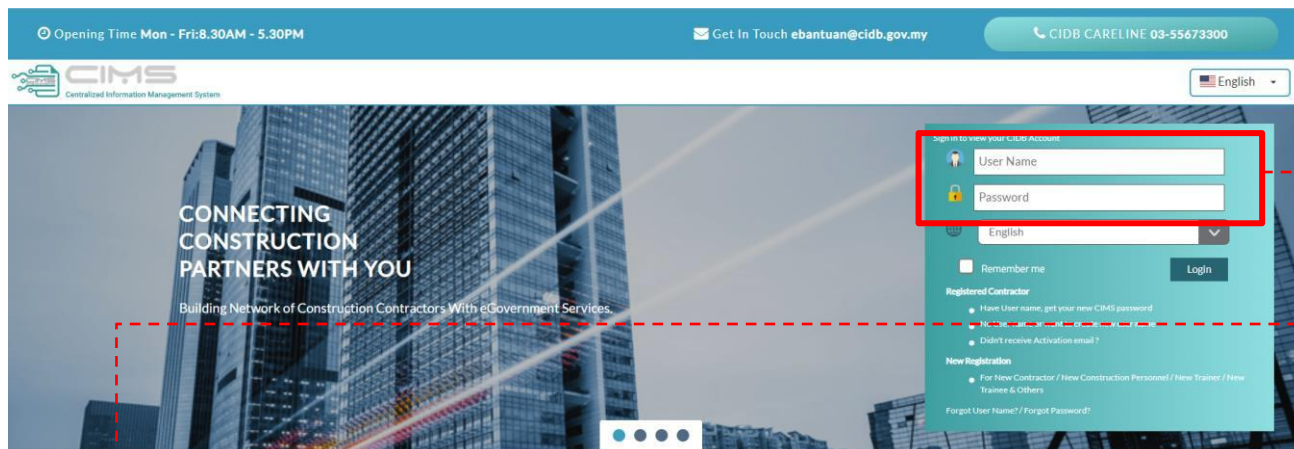 Opening Time Mon - Fri:8.30AM - 5.30PM
Get In Touch ebantuan@cidb.gov.my
CIDB CARELINE 03-55673300
CIMS
Centralized Information Management System
English
CONNECTING
CONSTRUCTION
PARTNERS WITH YOU
Building Network of Construction Contractors With eGovernment Services.
Sign in to view your CIDB Account
User Name
Password
English
Remember me
Login
Registered Contractor
Have User name, get your new CIMS password
Didn't receive Activation email ?
New Registration
For New Contractor / New Construction Personnel / New Trainer / New
Trainee & Others
Forgot User Name? / Forgot Password?